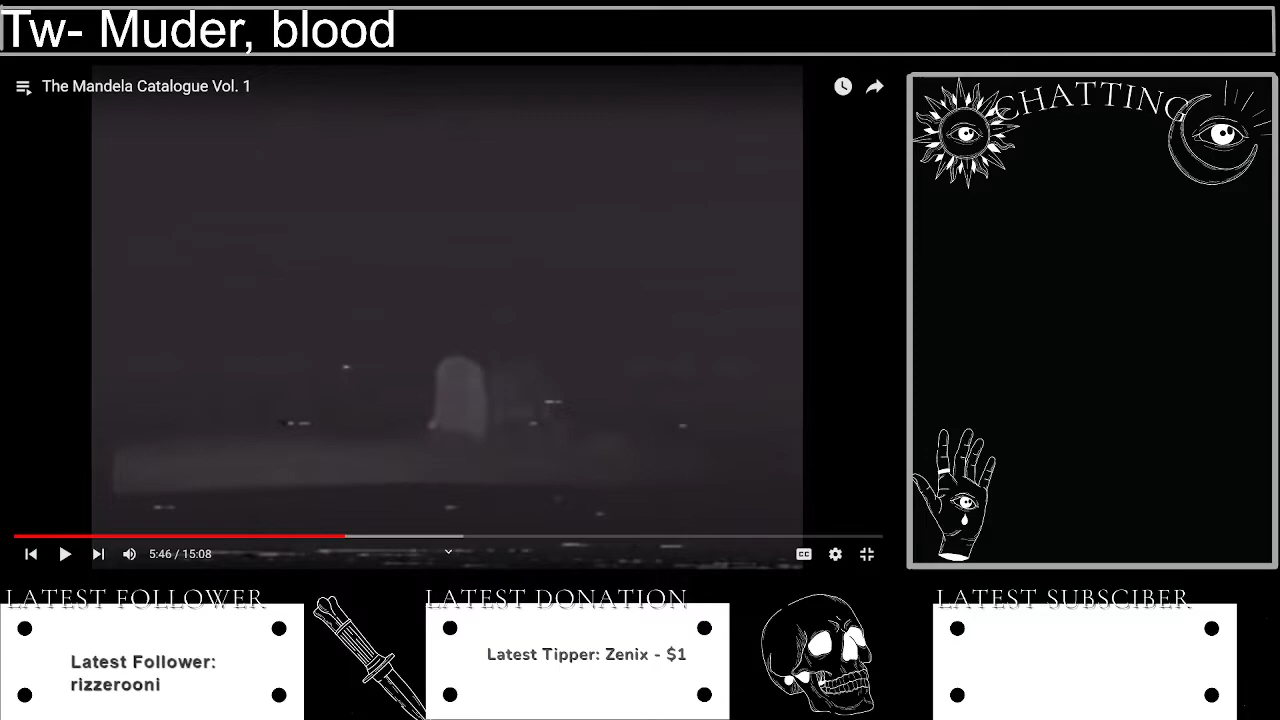 Tw- Muder, blood
The Mandela Catalogue Vol. 1
CHATTING
5:46 / 15:08
CC
LATEST FOLLOWER
Latest Follower:
rizzerooni
LATEST DONATION
Latest Tipper: Zenix - $1
LATEST SUBSCIBER